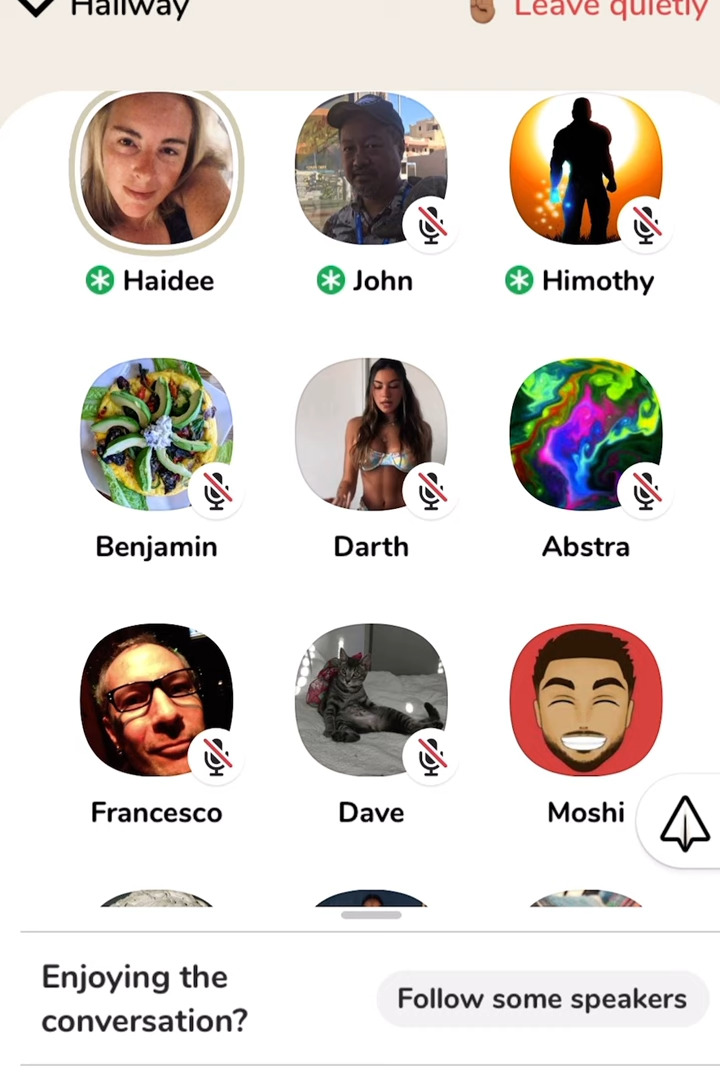 Hallway
Leave quietly
Haidee
John
Himothy
Benjamin
Darth
Abstra
Francesco
Dave
Moshi
Enjoying the
conversation?
Follow some speakers